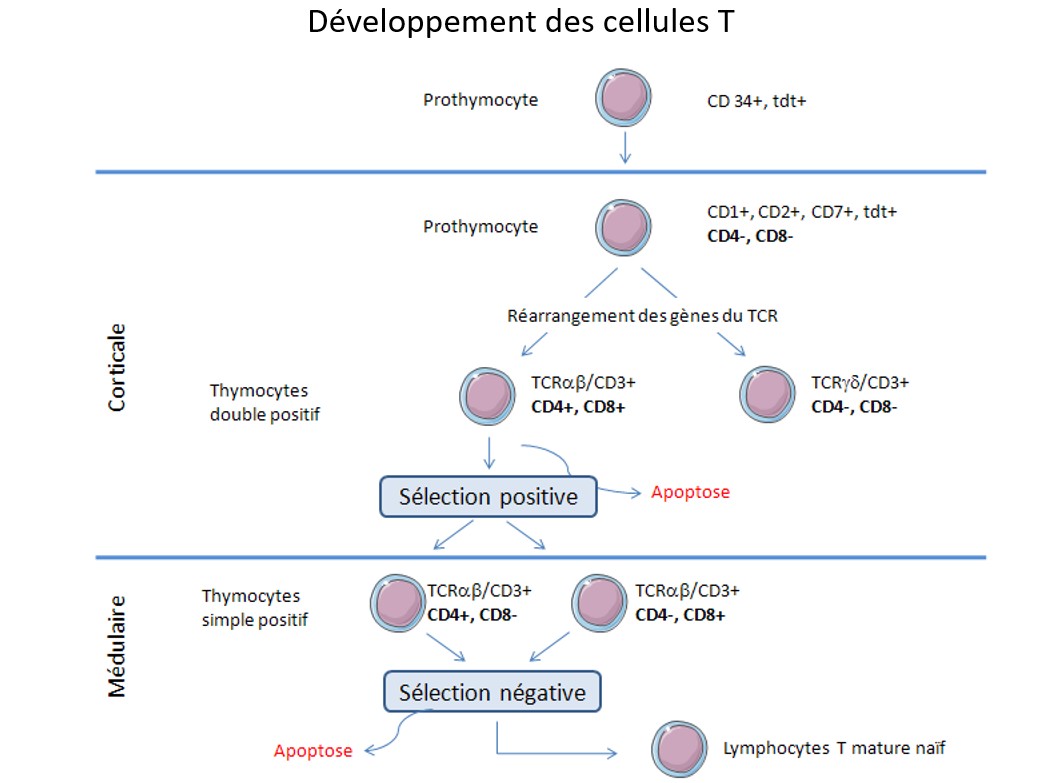 Développement des cellules T
Prothymocyte
CD 34+, tdt+
Prothymocyte
CD1+, CD2+, CD7+, tdt+
CD4-, CD8-
Réarrangement des gènes du TCR
Corticale
Thymocytes
double positif
TCRαβ/CD3+
CD4+, CD8+
TCRγδ/CD3+
CD4-, CD8-
Sélection positive
Apoptose
Médulaire
Thymocytes
simple positif
TCRαβ/CD3+
CD4+, CD8-
TCRαβ/CD3+
CD4-, CD8+
Sélection négative
Apoptose
Lymphocytes T mature naïf